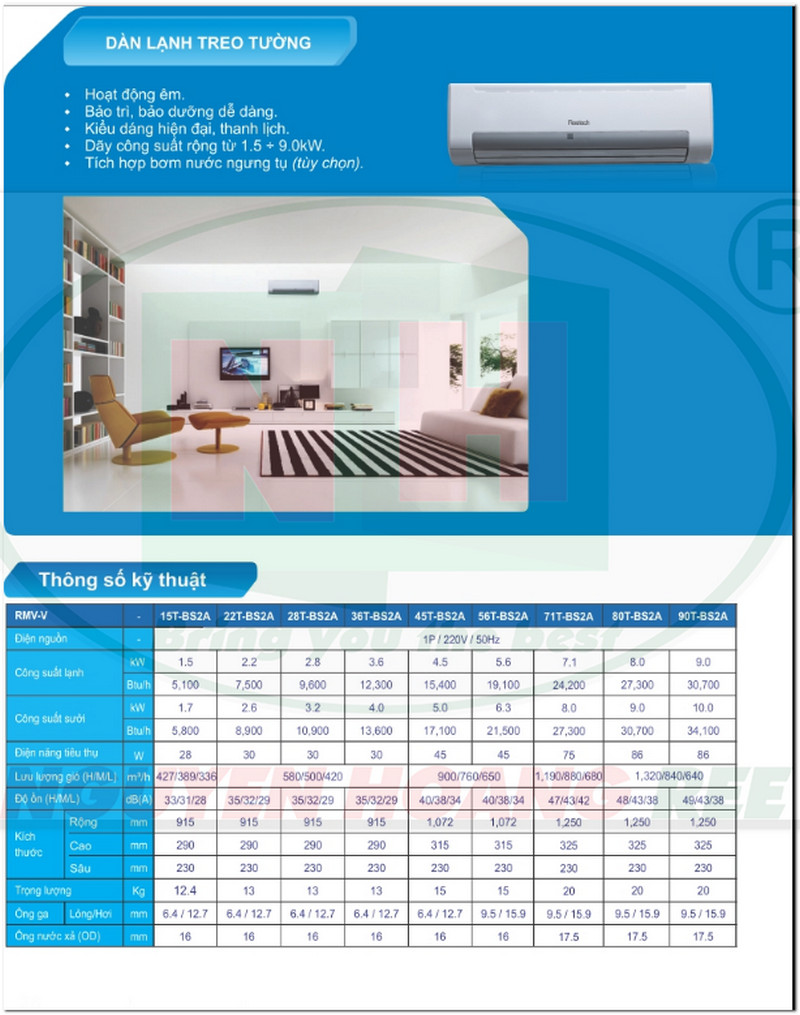 DÀN LẠNH TREO TƯỜNG
• Hoạt động êm.
• Bảo trì, bảo dưỡng dễ dàng.
• Kiểu dáng hiện đại, thanh lịch.
• Dãy công suất rộng từ 1.5 ÷ 9.0kW.
• Tích hợp bơm nước ngưng tụ (tùy chọn).
Reetech
R
NH
Thông số kỹ thuật
RMV-V - 15T-BS2A 22T-BS2A 28T-BS2A 36T-BS2A 45T-BS2A 56T-BS2A 71T-BS2A 80T-BS2A 90T-BS2A
Điện nguồn - 1P / 220V / 50Hz
Bring you the best
Công suất lạnh kW 1.5 2.2 2.8 3.6 4.5 5.6 7.1 8.0 9.0
Btu/h 5,100 7,500 9,600 12,300 15,400 19,100 24,200 27,300 30,700
Công suất sưởi kW 1.7 2.6 3.2 4.0 5.0 6.3 8.0 9.0 10.0
Btu/h 5,800 8,900 10,900 13,600 17,100 21,500 27,300 30,700 34,100
Điện năng tiêu thụ W 28 30 30 30 45 45 75 86 86
Lưu lượng gió (H/M/L) m³/h 427/389/336 580/500/420 900/760/650 1,190/880/680 1,320/840/640
NGUYEN HOANG REE
Độ ồn (H/M/L) dB(A) 33/31/28 35/32/29 35/32/29 35/32/29 40/38/34 40/38/34 47/43/42 48/43/38 49/43/38
Kích thước Rộng mm 915 915 915 915 1,072 1,072 1,250 1,250 1,250
Cao mm 290 290 290 290 315 315 325 325 325
Sâu mm 230 230 230 230 230 230 230 230 230
Trọng lượng Kg 12.4 13 13 13 15 15 20 20 20
Ống ga Lỏng/Hơi mm 6.4 / 12.7 6.4 / 12.7 6.4 / 12.7 6.4 / 12.7 6.4 / 12.7 9.5 / 15.9 9.5 / 15.9 9.5 / 15.9 9.5 / 15.9
Ống nước xả (OD) mm 16 16 16 16 16 16 17.5 17.5 17.5